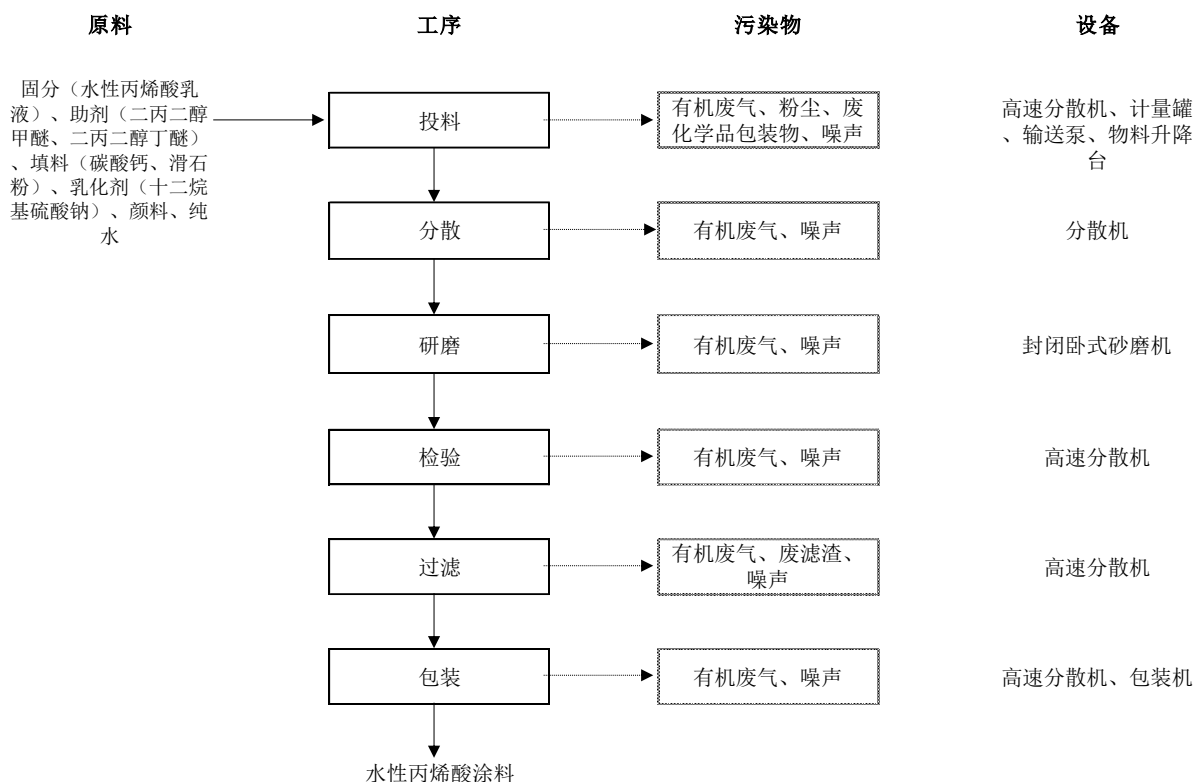 原料
工序
污染物
设备
固分（水性丙烯酸乳
液）、助剂（二丙二醇
甲醚、二丙二醇丁醚）
、填料（碳酸钙、滑石
粉）、乳化剂（十二烷
基硫酸钠）、颜料、纯
水
投料
有机废气、粉尘、废
化学品包装物、噪声
高速分散机、计量罐
、输送泵、物料升降
台
分散
有机废气、噪声
分散机
研磨
有机废气、噪声
封闭卧式砂磨机
检验
有机废气、噪声
高速分散机
过滤
有机废气、废滤渣、
噪声
高速分散机
包装
有机废气、噪声
高速分散机、包装机
水性丙烯酸涂料